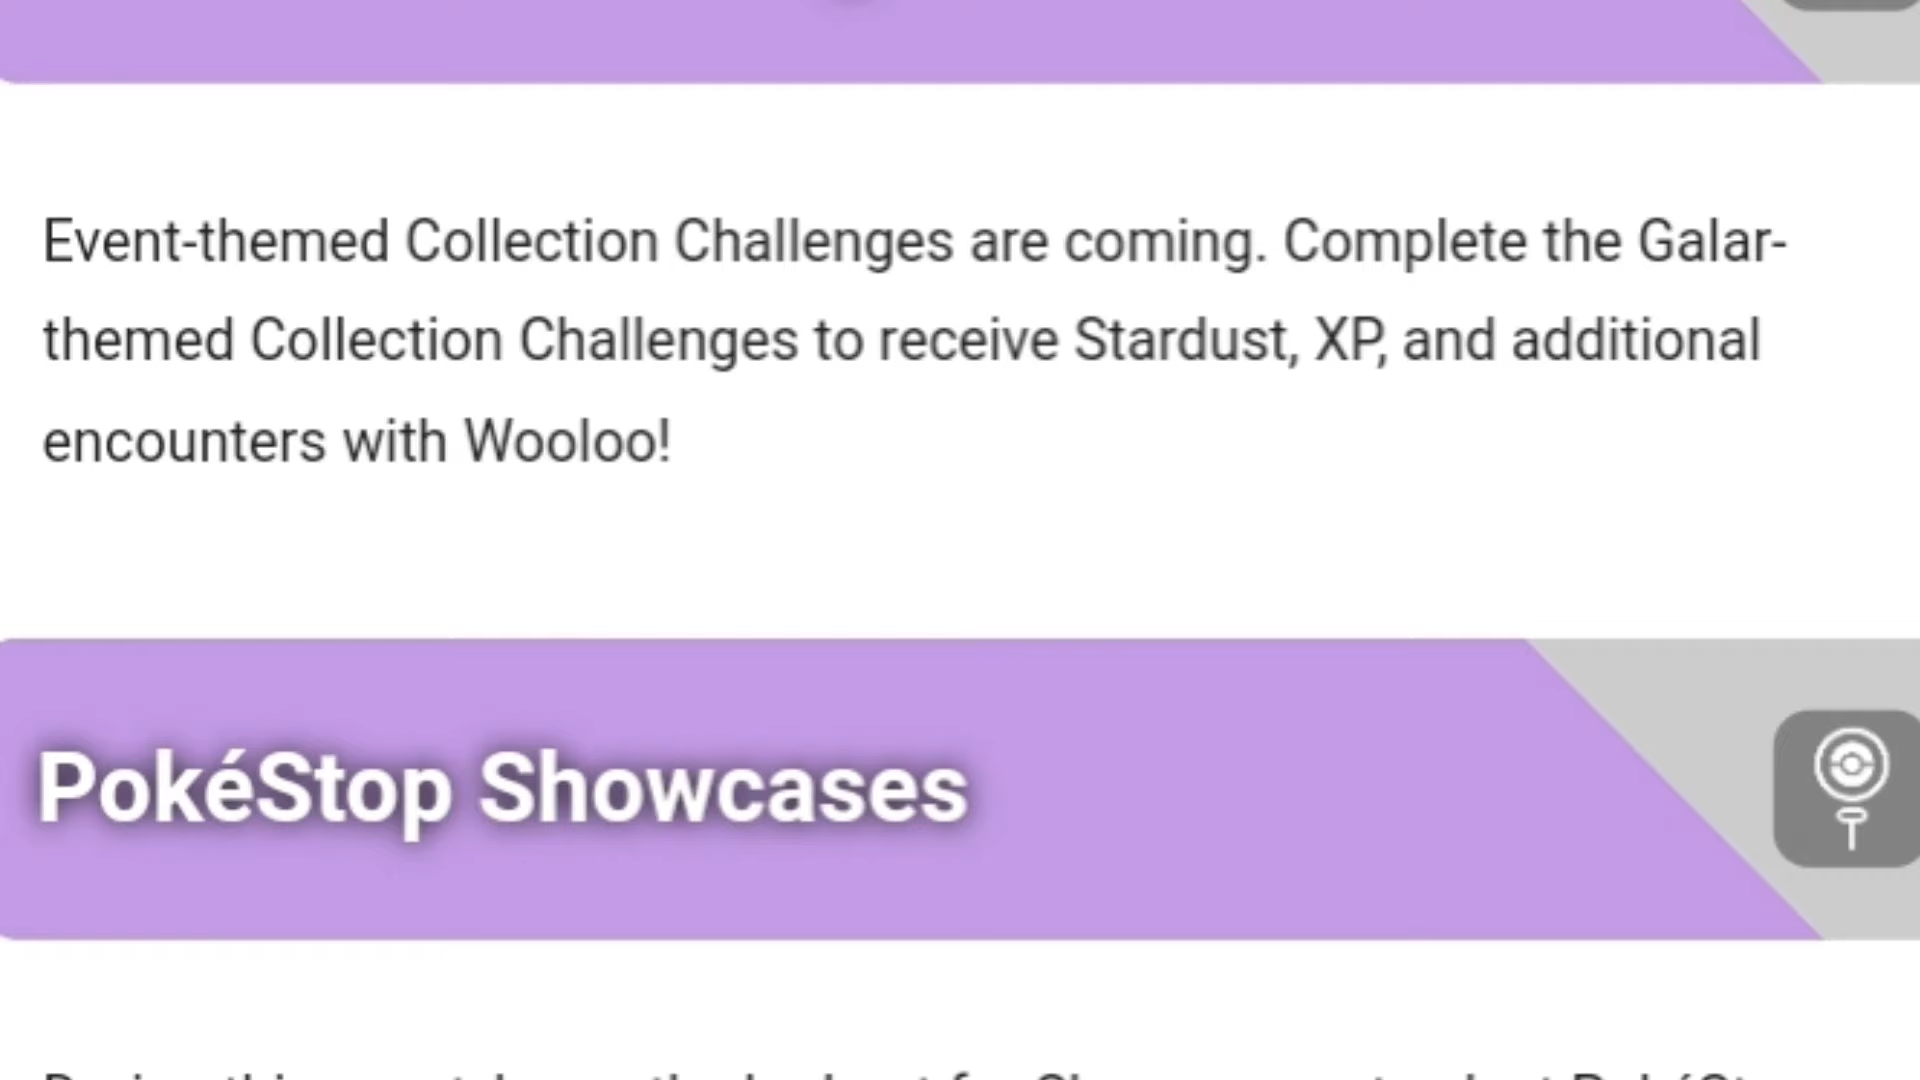 Event-themed Collection Challenges are coming. Complete the Galar-
themed Collection Challenges to receive Stardust, XP, and additional
encounters with Wooloo!
PokéStop Showcases